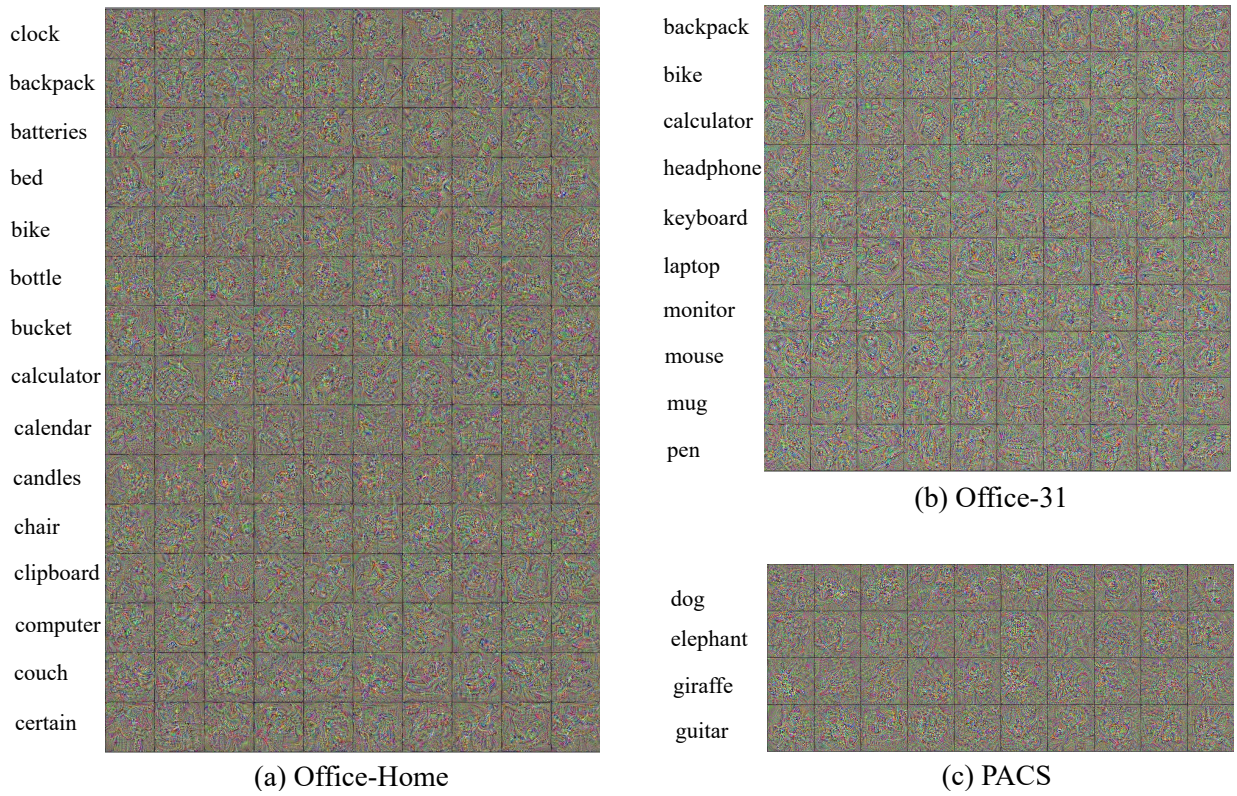 clock
backpack
batteries
bed
bike
bottle
bucket
calculator
calendar
candles
chair
clipboard
computer
couch
certain
(a) Office-Home
backpack
bike
calculator
headphone
keyboard
laptop
monitor
mouse
mug
pen
(b) Office-31
dog
elephant
giraffe
guitar
(c) PACS